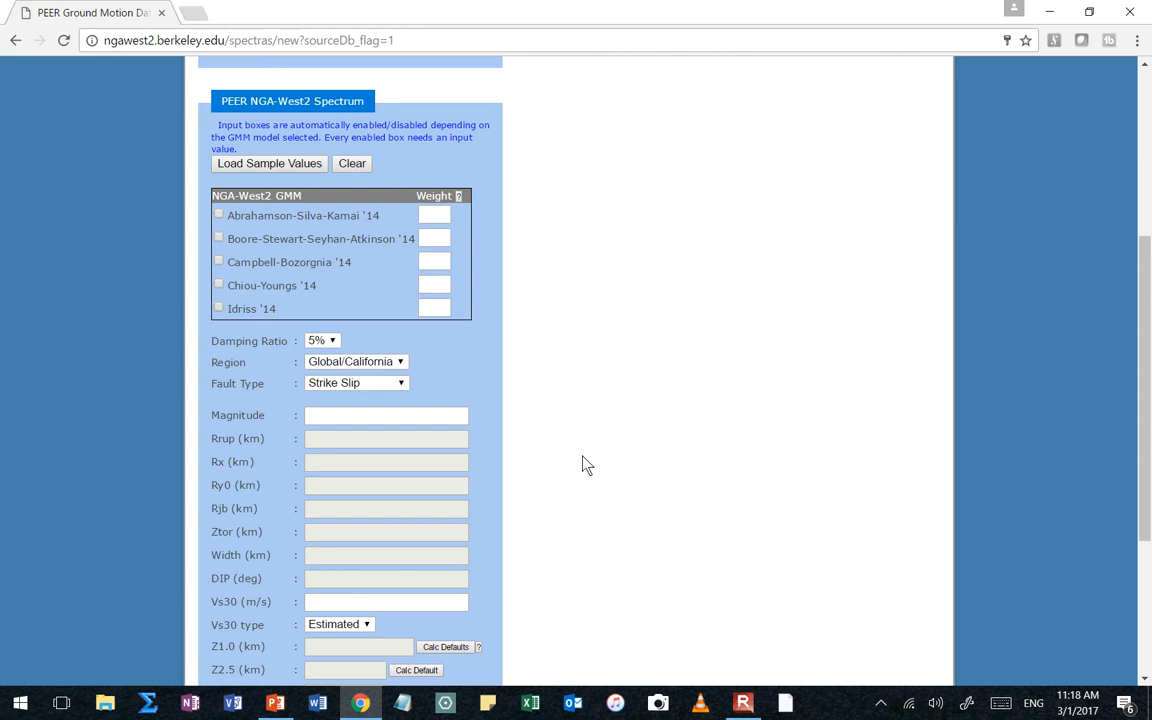 PEER Ground Motion Da
ngawest2.berkeley.edu/spectras/new?sourceDb_flag=1
PEER NGA-West2 Spectrum
Input boxes are automatically enabled/disabled depending on
the GMM model selected. Every enabled box needs an input
value.
Load Sample Values Clear
NGA-West2 GMM Weight ?
Abrahamson-Silva-Kamai '14
Boore-Stewart-Seyhan-Atkinson '14
Campbell-Bozorgnia '14
Chiou-Youngs '14
Idriss '14
Damping Ratio : 5%
Region : Global/California
Fault Type : Strike Slip
Magnitude :
Rrup (km) :
Rx (km) :
Ry0 (km) :
Rjb (km) :
Ztor (km) :
Width (km) :
DIP (deg) :
Vs30 (m/s) :
Vs30 type : Estimated
Z1.0 (km) : Calc Defaults ?
Z2.5 (km) : Calc Default
ENG
11:18 AM
3/1/2017
6